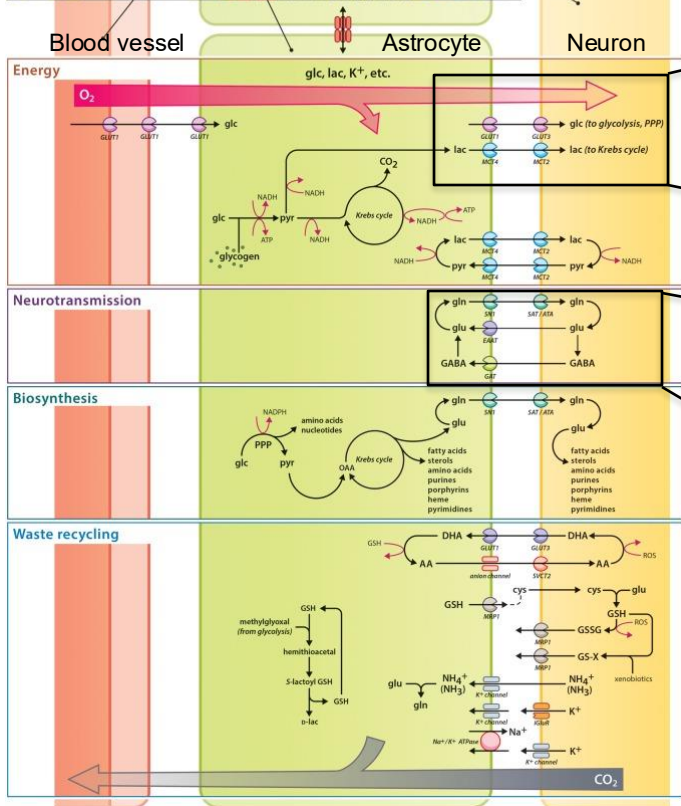 Blood vessel Astrocyte Neuron
Energy
glc, lac, K⁺, etc.
O₂
glc
GLUT1 GLUT1 GLUT1
glc (to glycolysis, PPP)
GLUT1 GLUT3
lac
lac (to Krebs cycle)
MCT4 MCT2
CO₂
NADH
NADH
glc
pyr
Krebs cycle
NADH
ATP
ATP
NADH
glycogen
lac
lac
MCT4 MCT2
NADH
NADH
pyr
pyr
MCT4 MCT2
Neurotransmission
gln
gln
SN1 SAT / ATA
glu
glu
EAAT
GABA
GABA
GAT
Biosynthesis
gln
gln
SN1 SAT / ATA
NADPH
amino acids
nucleotides
PPP
glu
glu
glc
pyr
OAA
Krebs cycle
fatty acids
sterols
amino acids
purines
porphyrins
heme
pyrimidines
fatty acids
sterols
amino acids
purines
porphyrins
heme
pyrimidines
Waste recycling
DHA
DHA
GSH
GLUT1 GLUT3
ROS
AA
AA
anion channel SVCT2
cys
cys
glu
GSH
MRP1
GSH
GSH
methylglyoxal
(from glycolysis)
ROS
GSSG
MRP1
hemithioacetal
GS-X
MRP1
xenobiotics
S-lactoyl GSH
GSH
D-lac
glu
NH₄⁺
(NH₃)
NH₄⁺
(NH₃)
gln
K⁺ channel
K⁺
K⁺ channel
iGluR
Na⁺
Na⁺/K⁺ ATPase
K⁺
K⁺ channel
CO₂